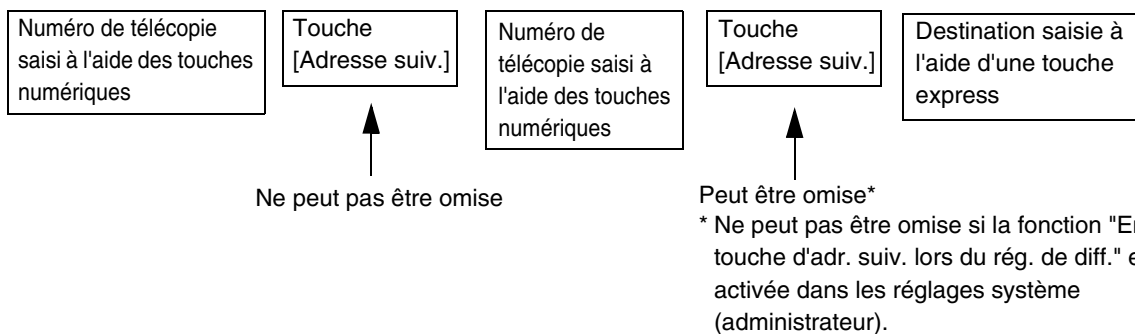 Numéro de télécopie
saisi à l'aide des touches
numériques
Touche
[Adresse suiv.]
Numéro de
télécopie saisi à
l'aide des touches
numériques
Touche
[Adresse suiv.]
Destination saisie à
l'aide d'une touche
express
Ne peut pas être omise
Peut être omise*
* Ne peut pas être omise si la fonction "
touche d'adr. suiv. lors du rég. de diff."
activée dans les réglages système
(administrateur).